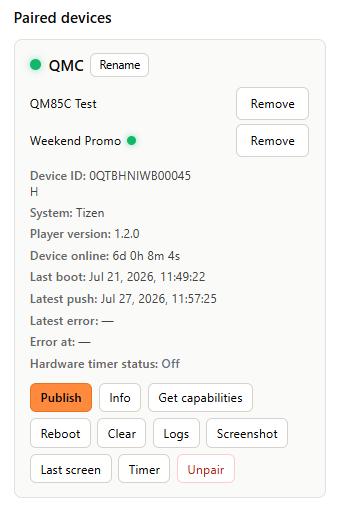 Paired devices
QMC Rename
QM85C Test Remove
Weekend Promo Remove
Device ID: 0QTBHNIWB00045
H
System: Tizen
Player version: 1.2.0
Device online: 6d 0h 8m 4s
Last boot: Jul 21, 2026, 11:49:22
Latest push: Jul 27, 2026, 11:57:25
Latest error: —
Error at: —
Hardware timer status: Off
Publish Info Get capabilities
Reboot Clear Logs Screenshot
Last screen Timer Unpair